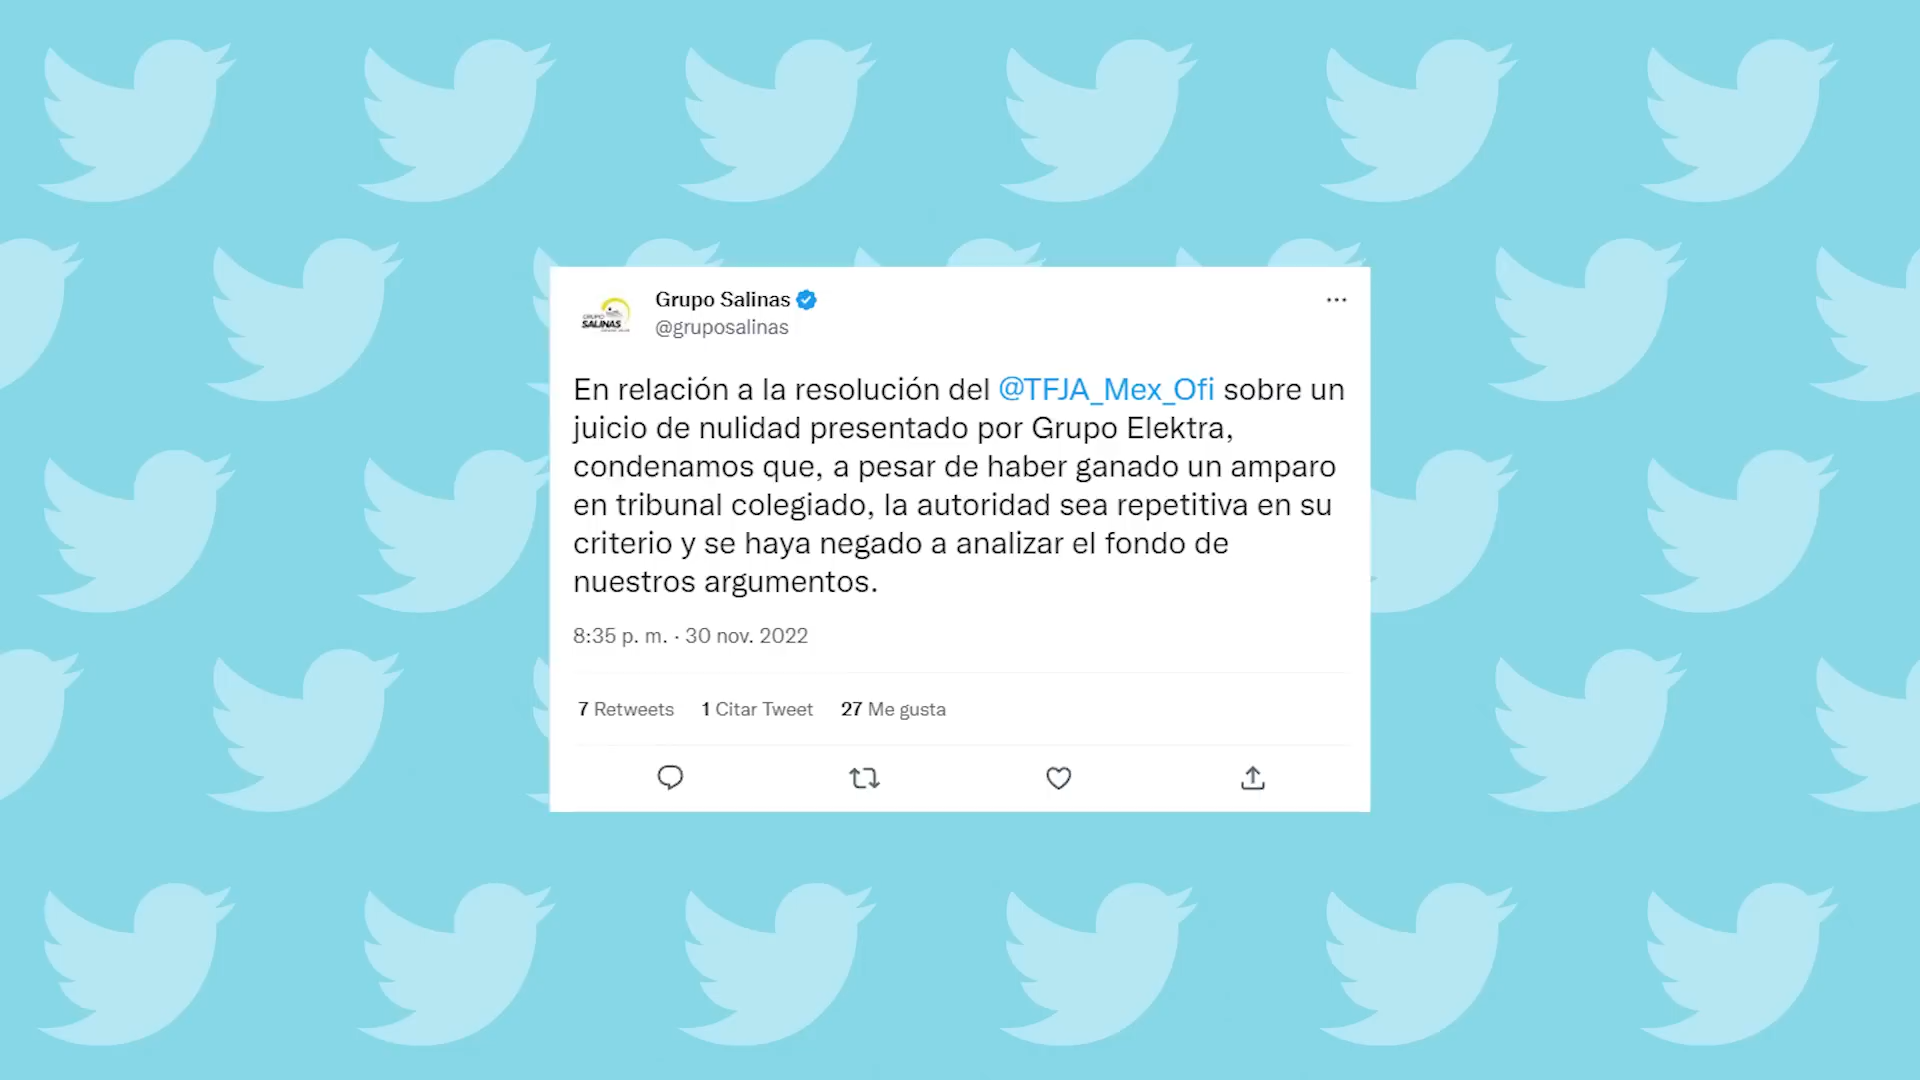 Grupo Salinas
@gruposalinas
GRUPO
SALINAS
En relación a la resolución del @TFJA_Mex_Ofi sobre un
juicio de nulidad presentado por Grupo Elektra,
condenamos que, a pesar de haber ganado un amparo
en tribunal colegiado, la autoridad sea repetitiva en su
criterio y se haya negado a analizar el fondo de
nuestros argumentos.
8:35 p. m. · 30 nov. 2022
7 Retweets 1 Citar Tweet 27 Me gusta